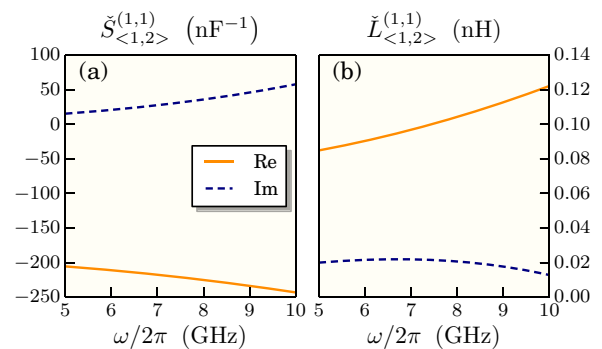 Š^{(1,1)}_{<1,2>} (nF^{−1})
Ľ^{(1,1)}_{<1,2>} (nH)
(a)
(b)
100
50
0
−50
−100
−150
−200
−250
Re
Im
0.14
0.12
0.10
0.08
0.06
0.04
0.02
0.00
5 6 7 8 9 10
5 6 7 8 9 10
ω/2π (GHz)
ω/2π (GHz)